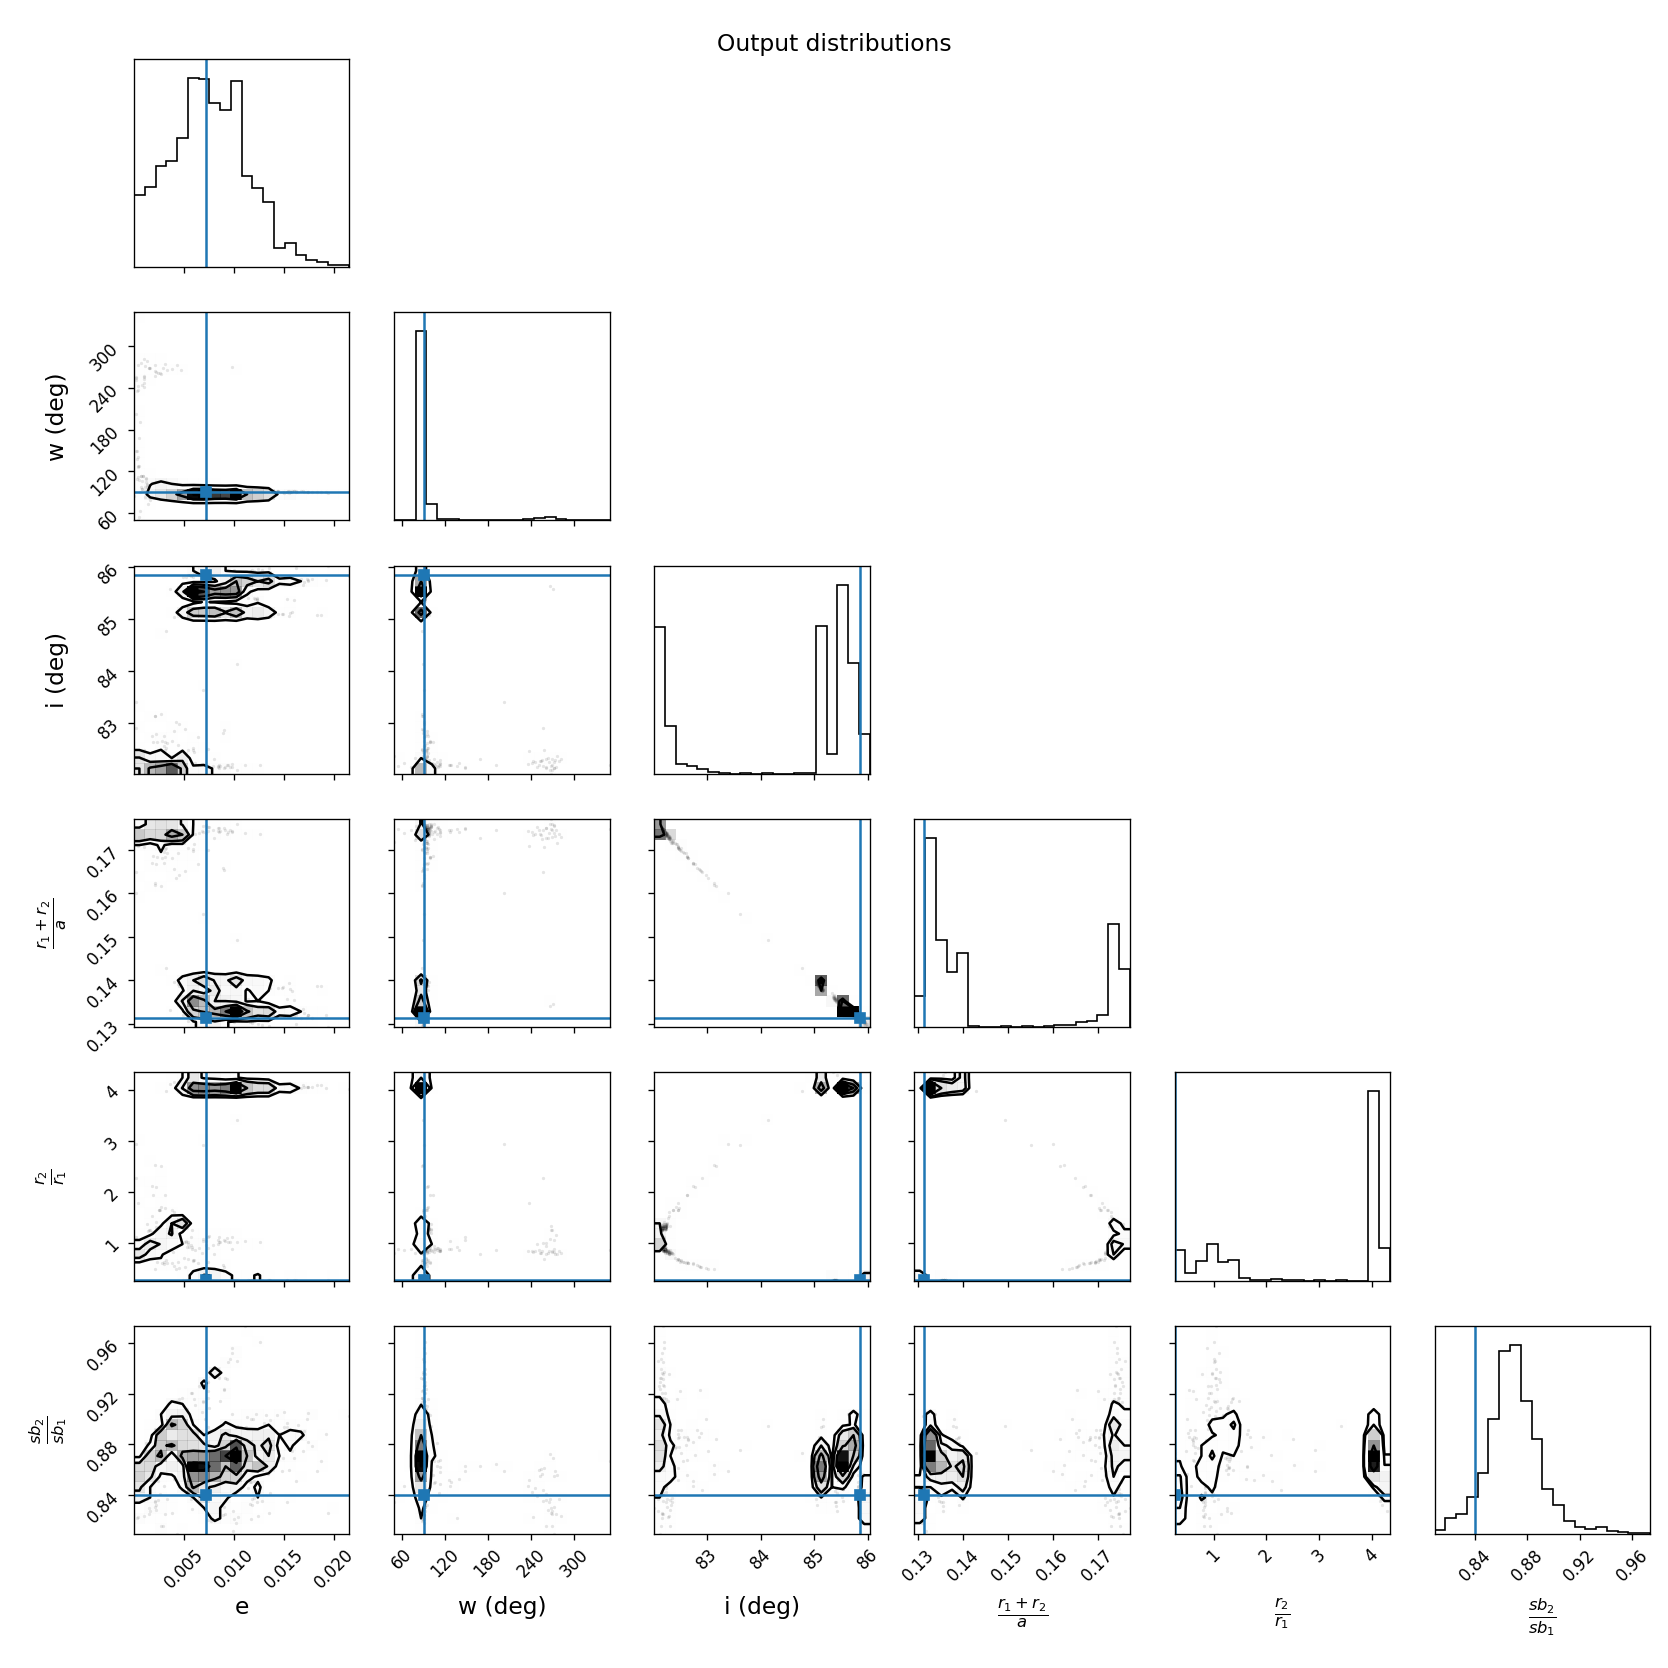 Output distributions
w (deg)
300
240
180
120
60
i (deg)
86
85
84
83
r₁ + r₂
a
0.17
0.16
0.15
0.14
0.13
r₂
r₁
4
3
2
1
sb₂
sb₁
0.96
0.92
0.88
0.84
0.005 0.010 0.015 0.020
60 120 180 240 300
83 84 85 86
0.13 0.14 0.15 0.16 0.17
1 2 3 4
0.84 0.88 0.92 0.96
e
w (deg)
i (deg)
r₁ + r₂
a
r₂
r₁
sb₂
sb₁